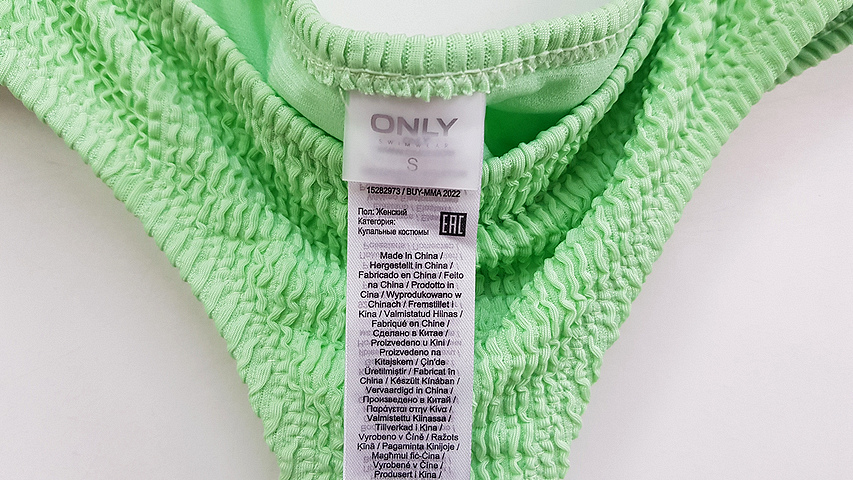 ONLY
SWIMWEAR
S
15282973 / BUY-MMA 2022
Пол: Женский
Категория:
Купальные костюмы
EAC
Made in China /
Hergestellt in China /
Fabricado en China / Feito
na China / Prodotto in
Cina / Wyprodukowano w
Chinach / Fremstillet i
Kina / Valmistatud Hiinas /
Fabriqué en Chine /
Сделано в Китае /
Proizvedeno u Kini /
Proizvedeno na
Kitajskem / Çin'de
Üretilmiştir / Fabricat în
China / Készült Kínában /
Vervaardigd in China /
Произведено в Китай /
Παράγεται στην Κίνα /
Valmistettu Kiinassa /
Tillverkad i Kina /
Vyrobeno v Číně / Ražots
Ķīnā / Pagaminta Kinijoje /
Magħmul fiċ-Ċina /
Vyrobené v Číne /
Produsert i Kina /